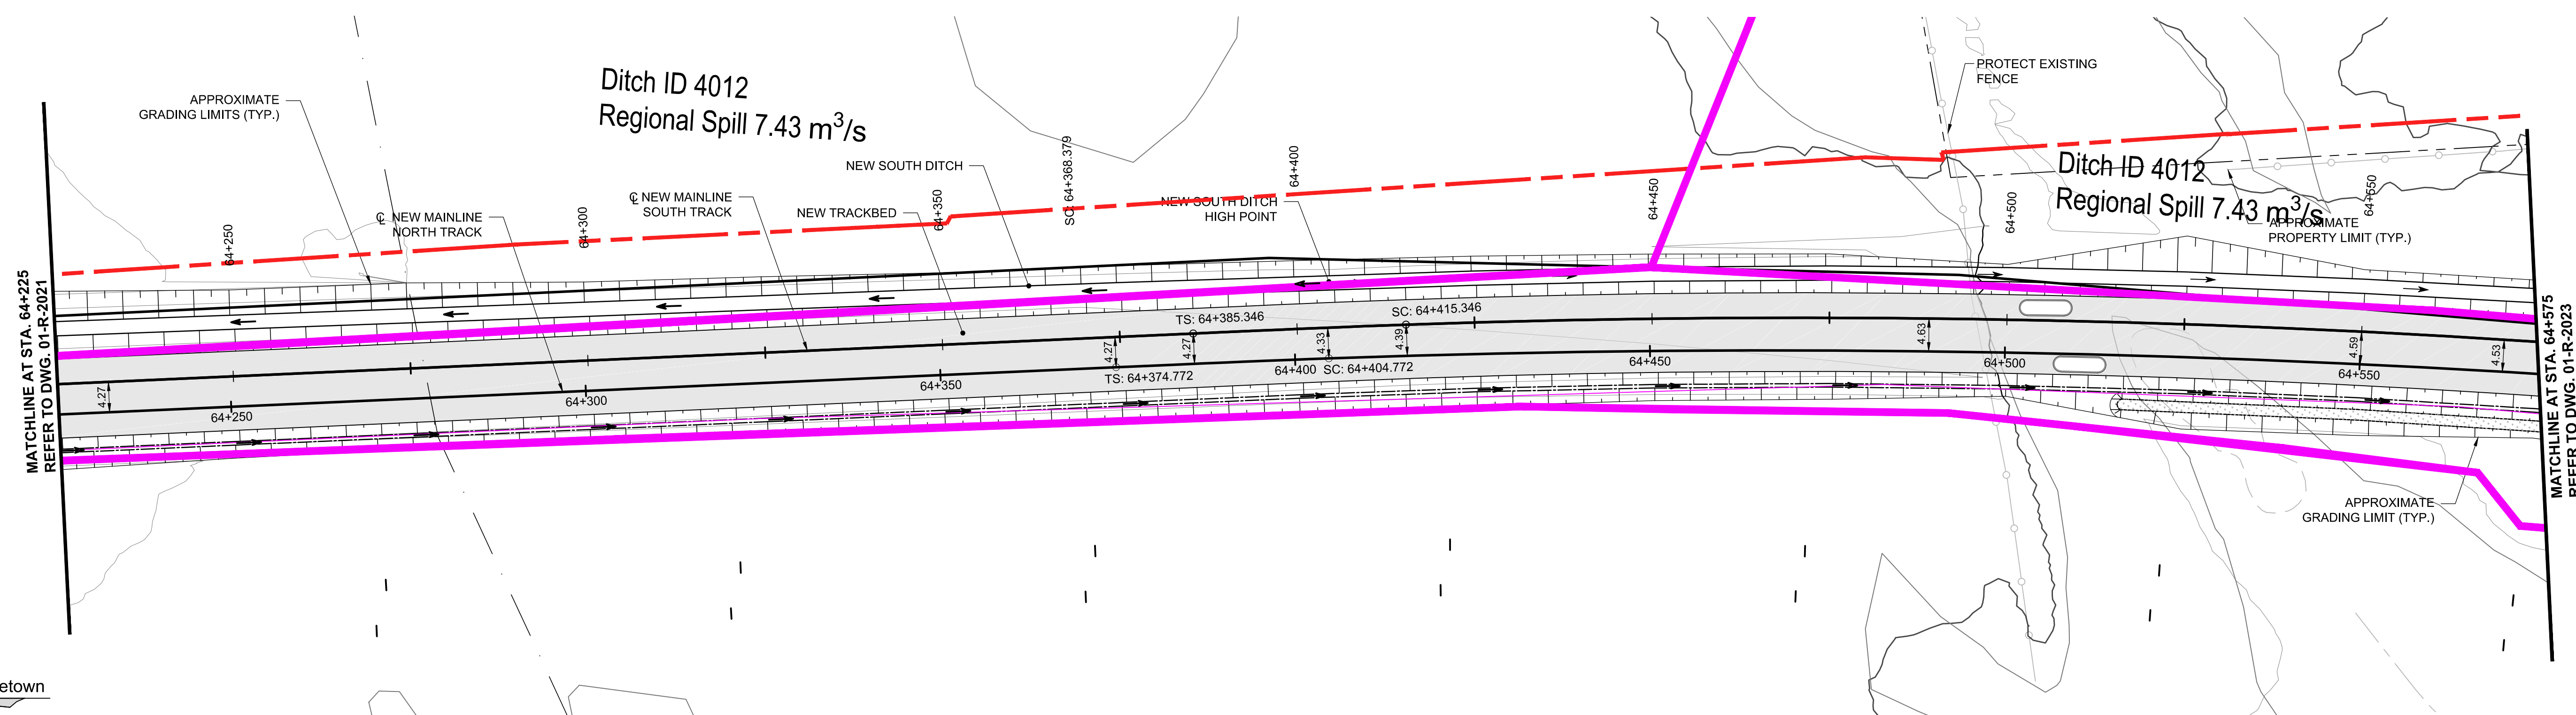 MATCHLINE AT STA. 64+225
REFER TO DWG. 01-R-2021
APPROXIMATE
GRADING LIMITS (TYP.)
Ditch ID 4012
Regional Spill 7.43 m³/s
℄ NEW MAINLINE
NORTH TRACK
℄ NEW MAINLINE
SOUTH TRACK
NEW TRACKBED
NEW SOUTH DITCH
NEW SOUTH DITCH
HIGH POINT
PROTECT EXISTING
FENCE
Ditch ID 4012
Regional Spill 7.43 m³/s
APPROXIMATE
PROPERTY LIMIT (TYP.)
64+250
64+300
64+350
SC: 64+368.379
64+400
64+450
64+500
64+550
TS: 64+385.346
SC: 64+415.346
4.27
4.27
4.27
4.33
4.39
4.63
4.59
4.53
TS: 64+374.772
SC: 64+404.772
64+250
64+300
64+350
64+400
64+450
64+500
64+550
APPROXIMATE
GRADING LIMIT (TYP.)
MATCHLINE AT STA. 64+575
REFER TO DWG. 01-R-2023
etown